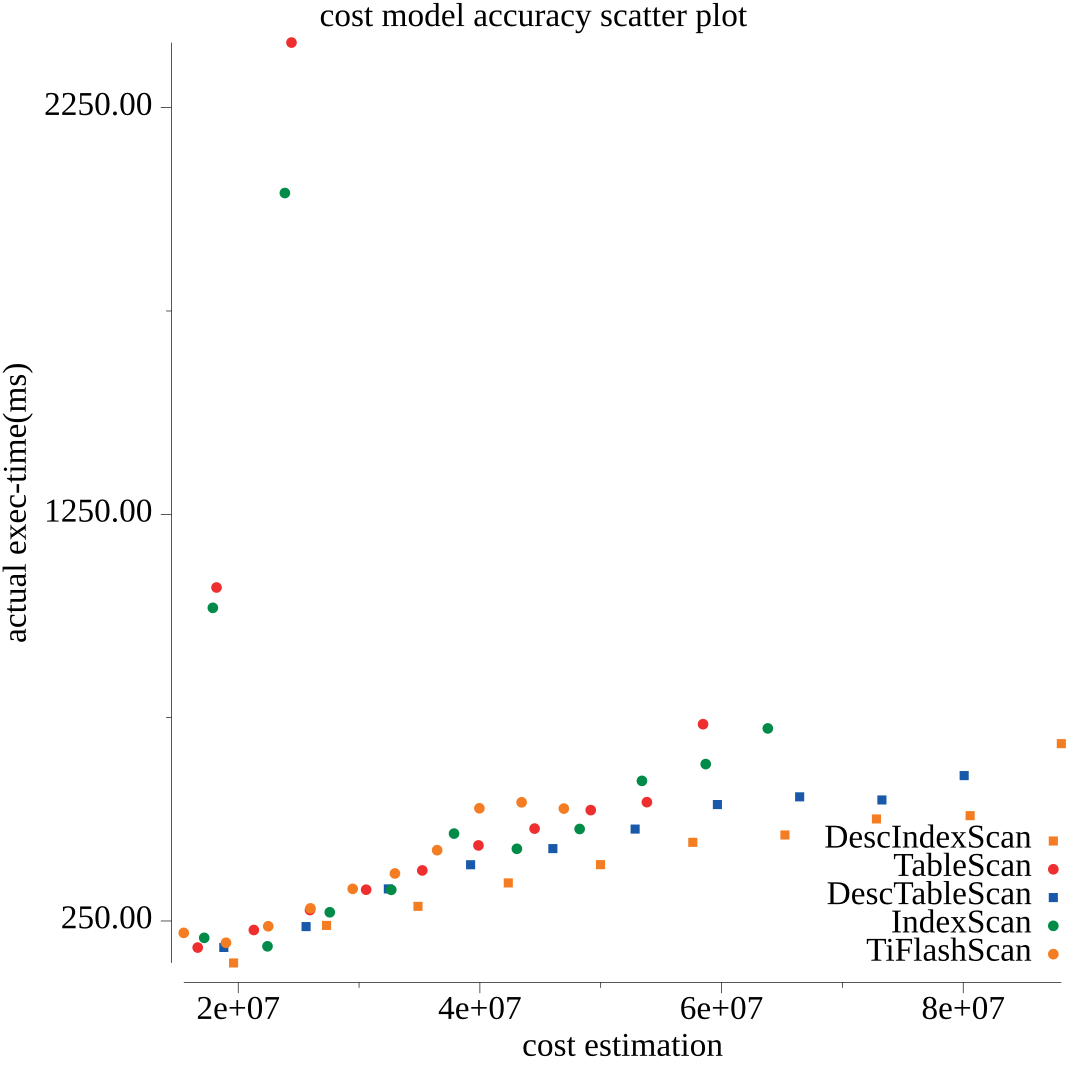 cost model accuracy scatter plot
2250.00
1250.00
250.00
actual exec-time(ms)
DescIndexScan
TableScan
DescTableScan
IndexScan
TiFlashScan
2e+07 4e+07 6e+07 8e+07
cost estimation